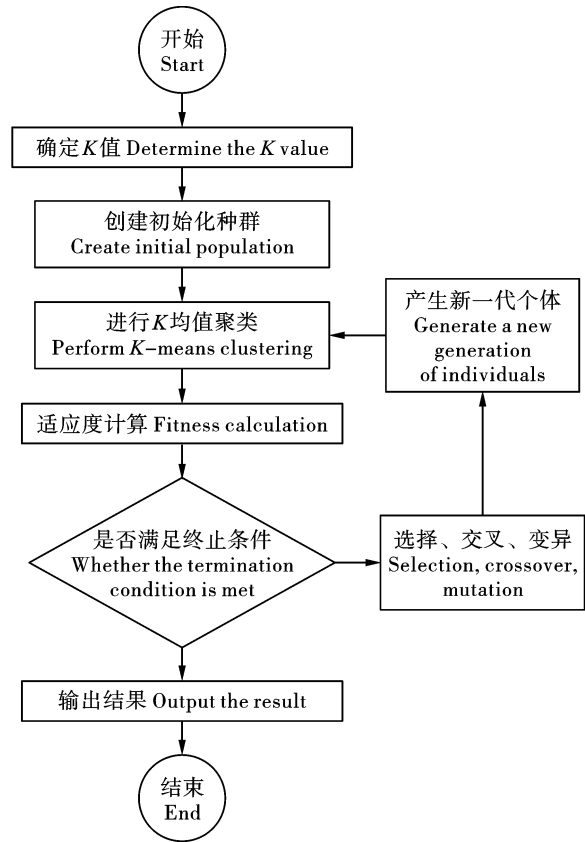 开始
Start
确定K值 Determine the K value
创建初始化种群
Create initial population
进行K均值聚类
Perform K-means clustering
产生新一代个体
Generate a new
generation
of individuals
适应度计算 Fitness calculation
是否满足终止条件
Whether the termination
condition is met
选择、交叉、变异
Selection, crossover,
mutation
输出结果 Output the result
结束
End